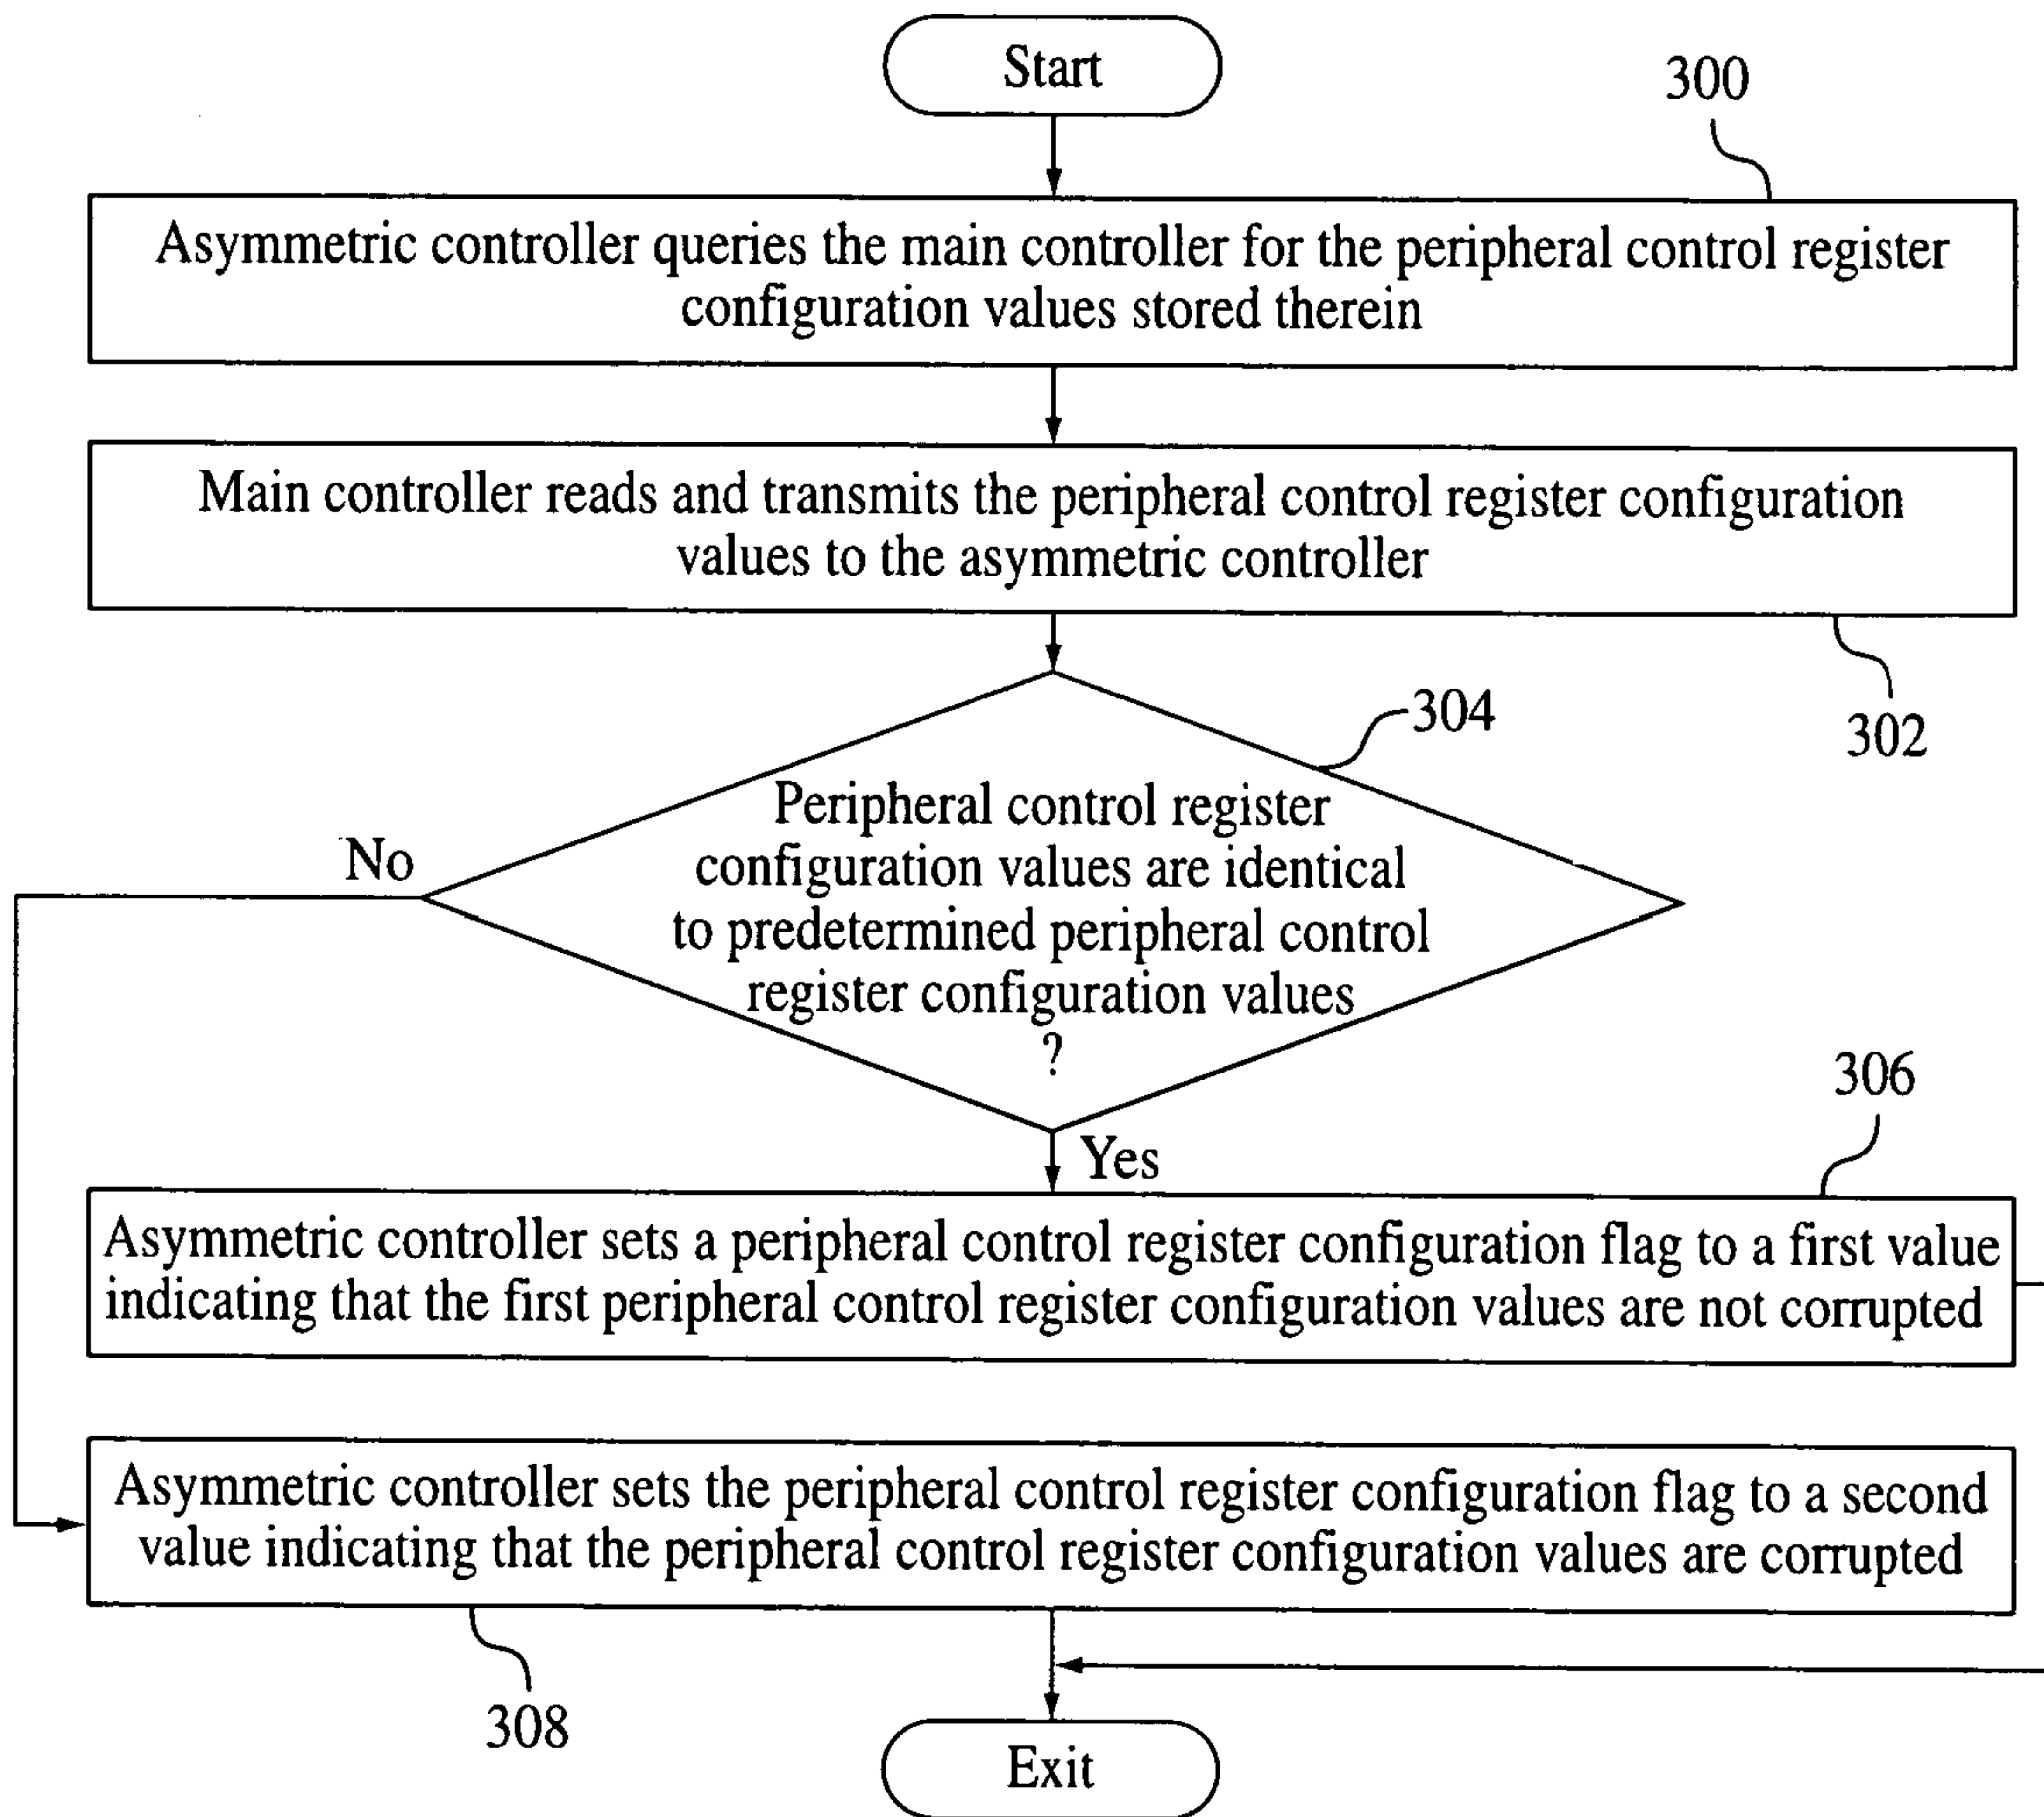 Start
300
Asymmetric controller queries the main controller for the peripheral control register
configuration values stored therein
Main controller reads and transmits the peripheral control register configuration
values to the asymmetric controller
302
304
Peripheral control register
configuration values are identical
to predetermined peripheral control
register configuration values
?
No
Yes
306
Asymmetric controller sets a peripheral control register configuration flag to a first value
indicating that the first peripheral control register configuration values are not corrupted
Asymmetric controller sets the peripheral control register configuration flag to a second
value indicating that the peripheral control register configuration values are corrupted
308
Exit